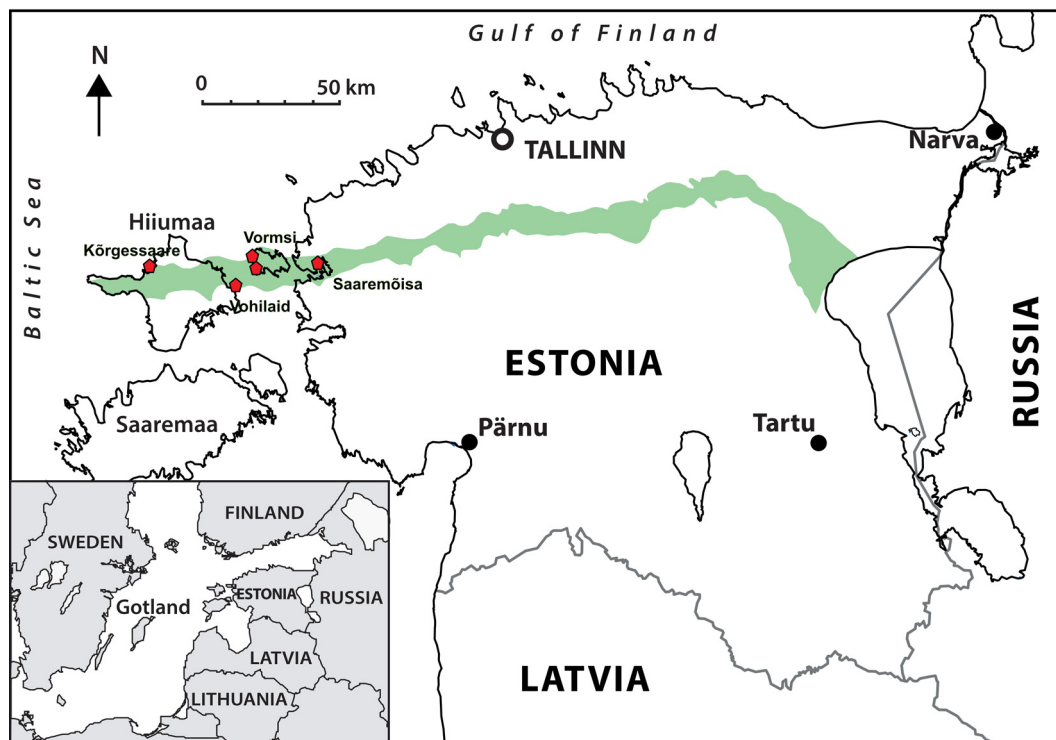 Gulf of Finland
N
0
50 km
Narva
TALLINN
Baltic Sea
Hiiumaa
Vormsi
Kõrgessaare
Saaremõisa
Vohilaid
RUSSIA
ESTONIA
Saaremaa
Pärnu
Tartu
FINLAND
SWEDEN
ESTONIA
RUSSIA
Gotland
LATVIA
LITHUANIA
LATVIA